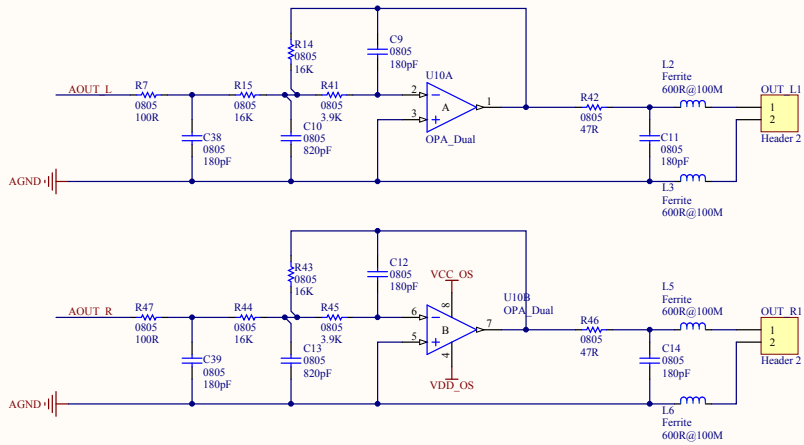 R14
0805
16K
C9
0805
180pF
U10A
L2
Ferrite
600R@100M
AOUT_L
R7
0805
100R
R15
0805
16K
R41
0805
3.9K
2
3
A
1
OPA_Dual
R42
0805
47R
OUT_L1
1
2
Header 2
C38
0805
180pF
C10
0805
820pF
C11
0805
180pF
AGND
L3
Ferrite
600R@100M
R43
0805
16K
C12
0805
180pF
VCC_OS
U10B
OPA_Dual
L5
Ferrite
600R@100M
AOUT_R
R47
0805
100R
R44
0805
16K
R45
0805
3.9K
6
5
8
B
4
7
R46
0805
47R
OUT_R1
1
2
Header 2
C39
0805
180pF
C13
0805
820pF
VDD_OS
C14
0805
180pF
AGND
L6
Ferrite
600R@100M